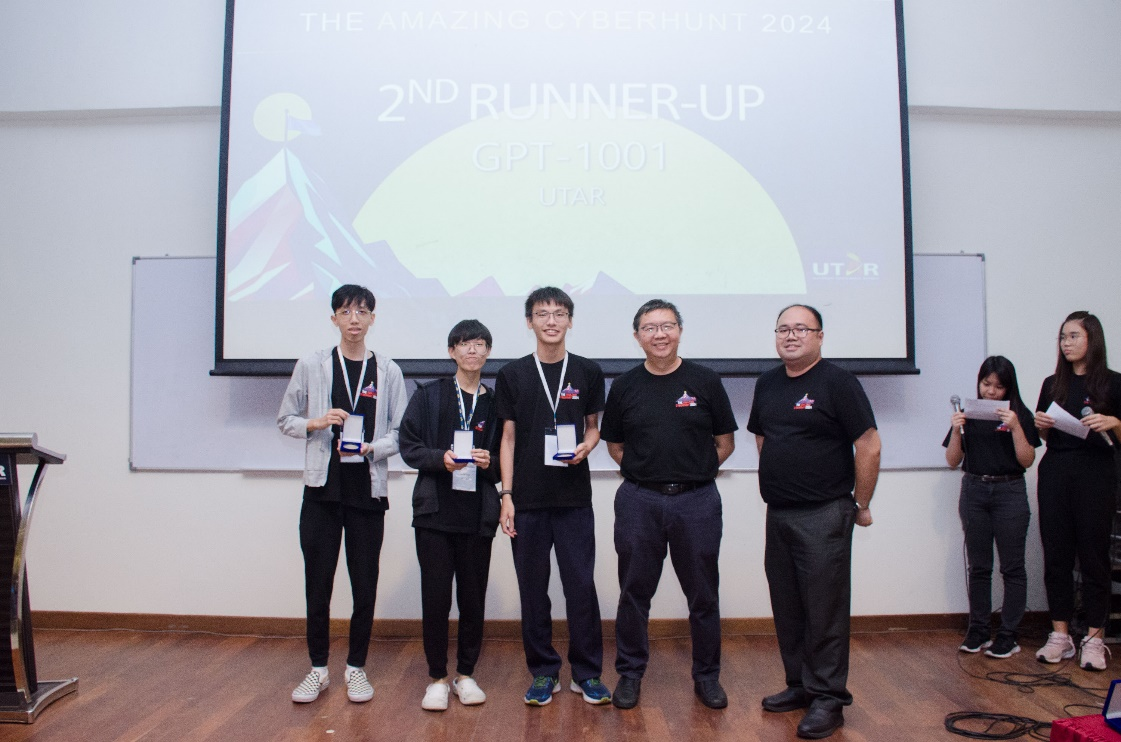 THE AMAZING CYBERHUNT 2024
2ND RUNNER-UP
GPT-1001
UTAR
UTAR